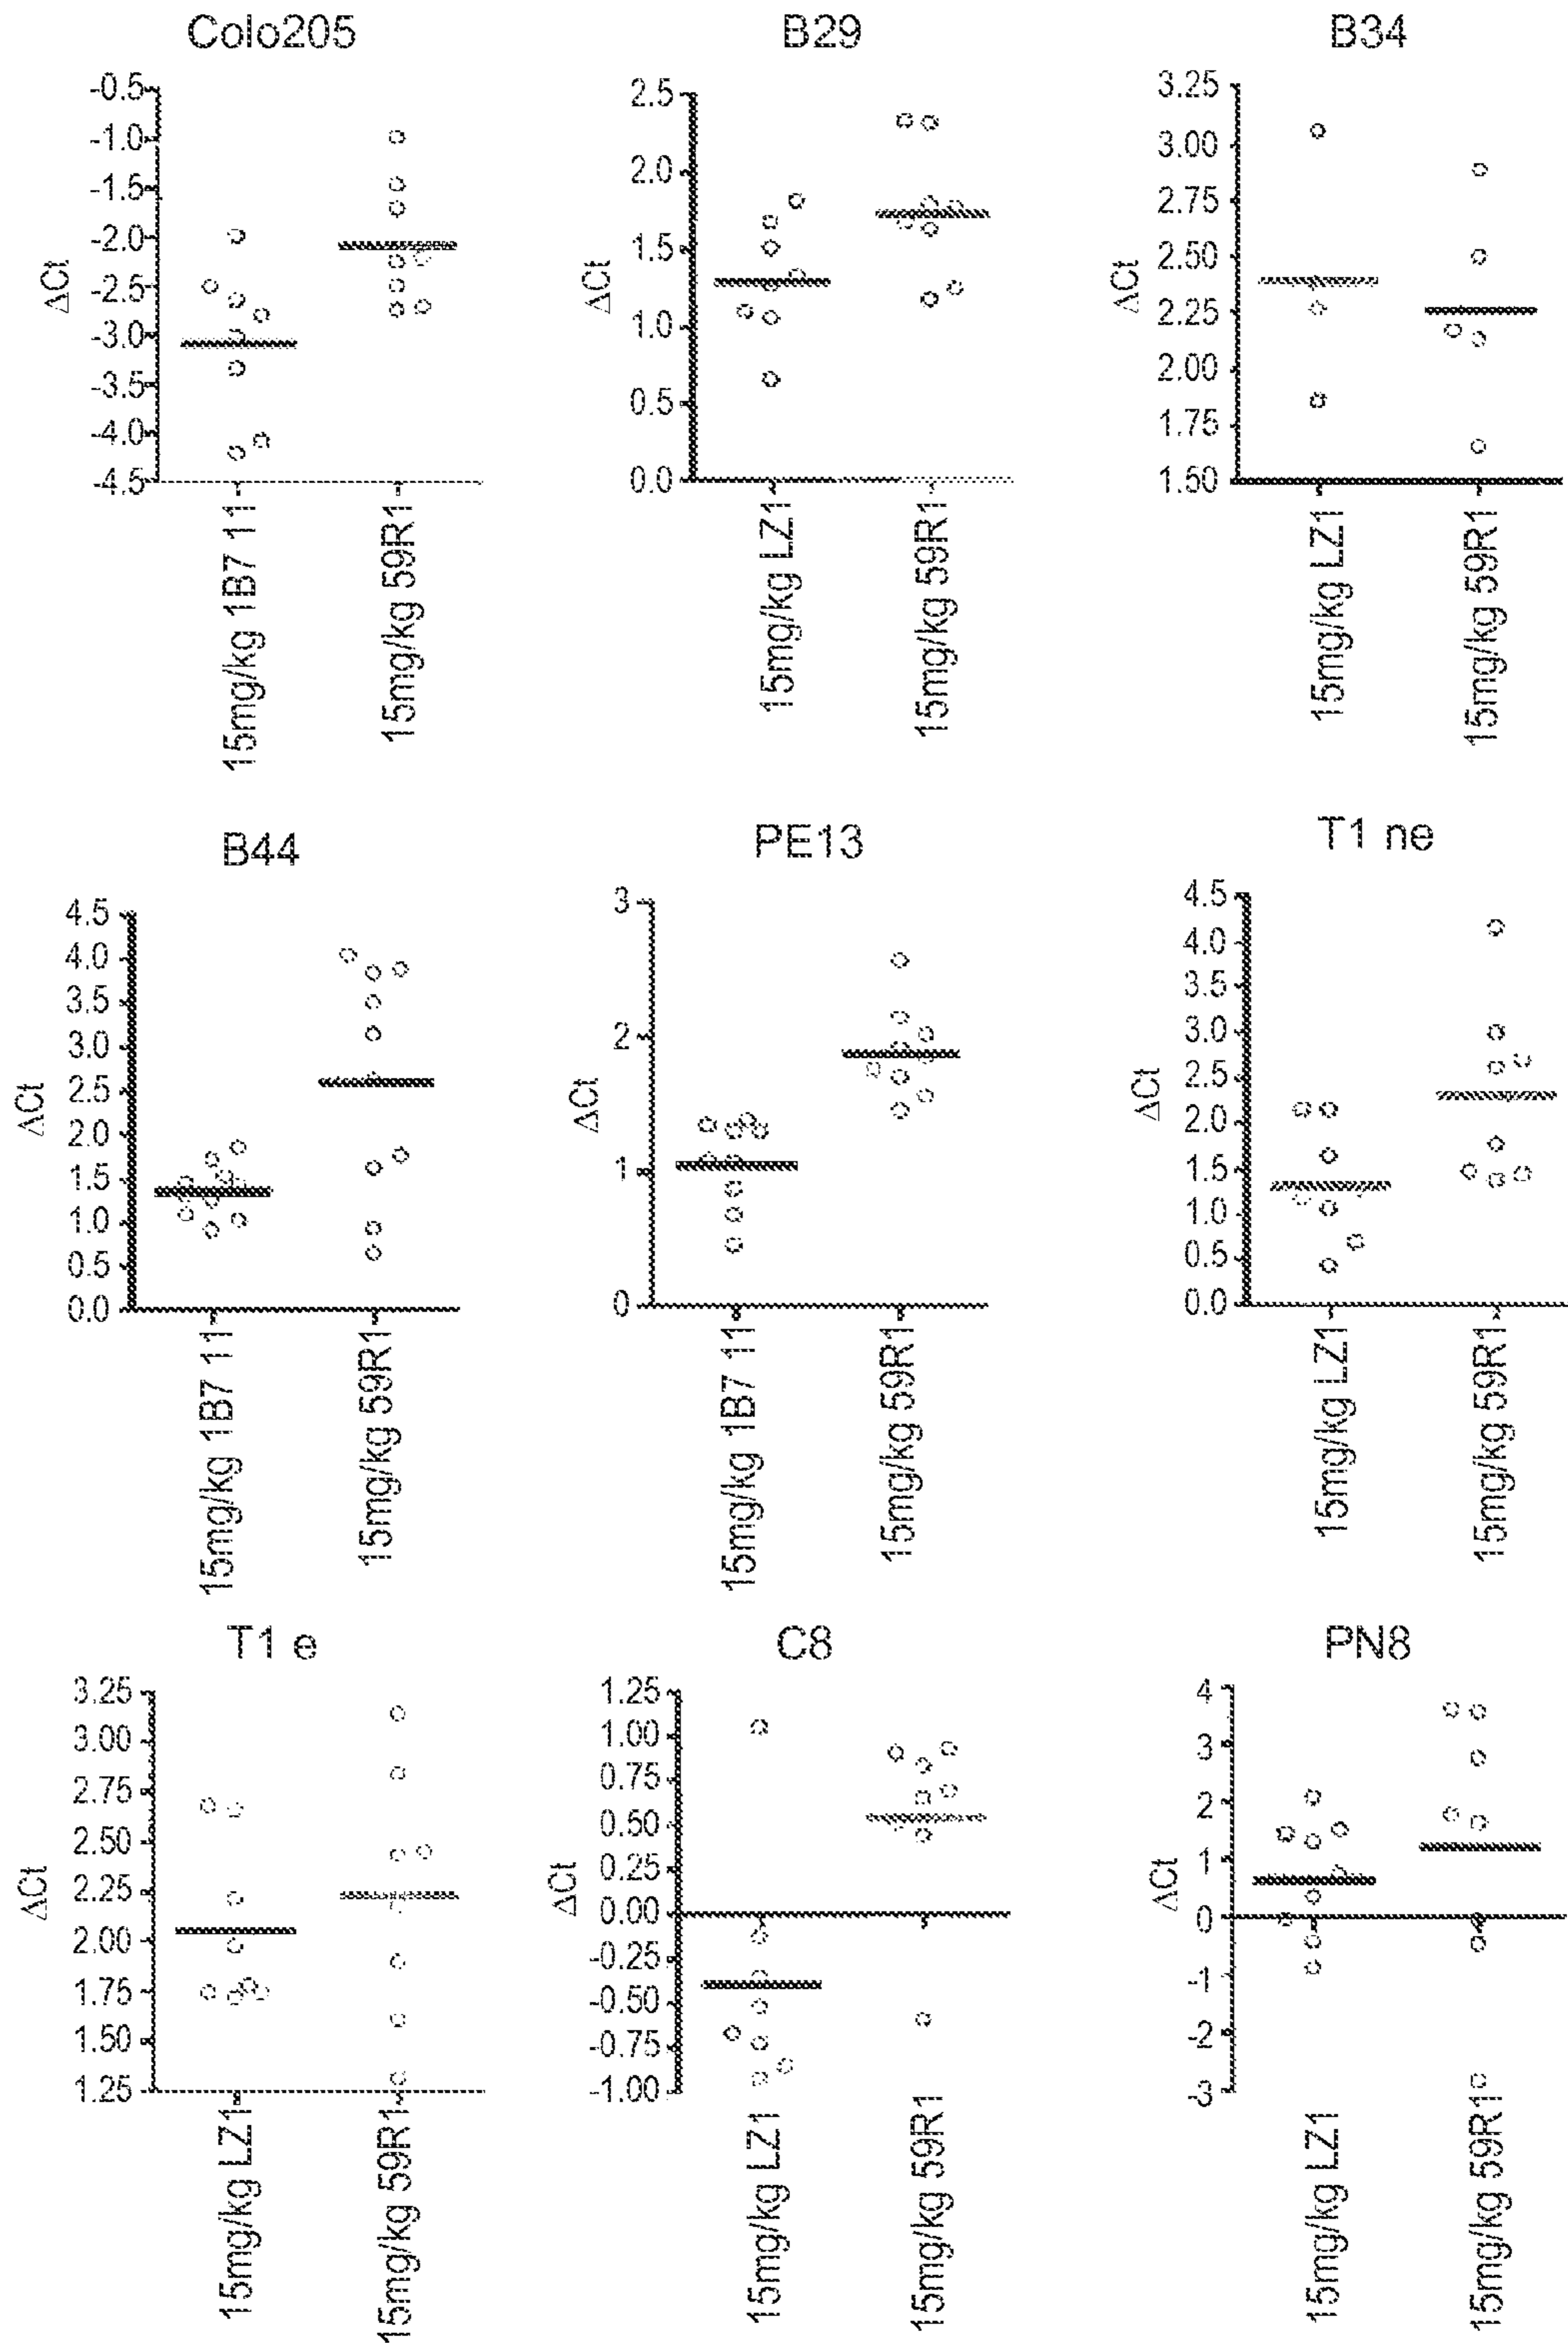 Colo205
-0.5
-1.0
-1.5
-2.0
-2.5
-3.0
-3.5
-4.0
-4.5
ΔCt
15mg/kg 1B7 11
15mg/kg 59R1
B29
2.5
2.0
1.5
1.0
0.5
0.0
ΔCt
15mg/kg LZ1
15mg/kg 59R1
B34
3.25
3.00
2.75
2.50
2.25
2.00
1.75
1.50
ΔCt
15mg/kg LZ1
15mg/kg 59R1
B44
4.5
4.0
3.5
3.0
2.5
2.0
1.5
1.0
0.5
0.0
ΔCt
15mg/kg 1B7 11
15mg/kg 59R1
PE13
3
2
1
0
ΔCt
15mg/kg 1B7 11
15mg/kg 59R1
T1 ne
4.5
4.0
3.5
3.0
2.5
2.0
1.5
1.0
0.5
0.0
ΔCt
15mg/kg LZ1
15mg/kg 59R1
T1 e
3.25
3.00
2.75
2.50
2.25
2.00
1.75
1.50
1.25
ΔCt
15mg/kg LZ1
15mg/kg 59R1
C8
1.25
1.00
0.75
0.50
0.25
0.00
-0.25
-0.50
-0.75
-1.00
ΔCt
15mg/kg LZ1
15mg/kg 59R1
PN8
4
3
2
1
0
-1
-2
-3
ΔCt
15mg/kg LZ1
15mg/kg 59R1